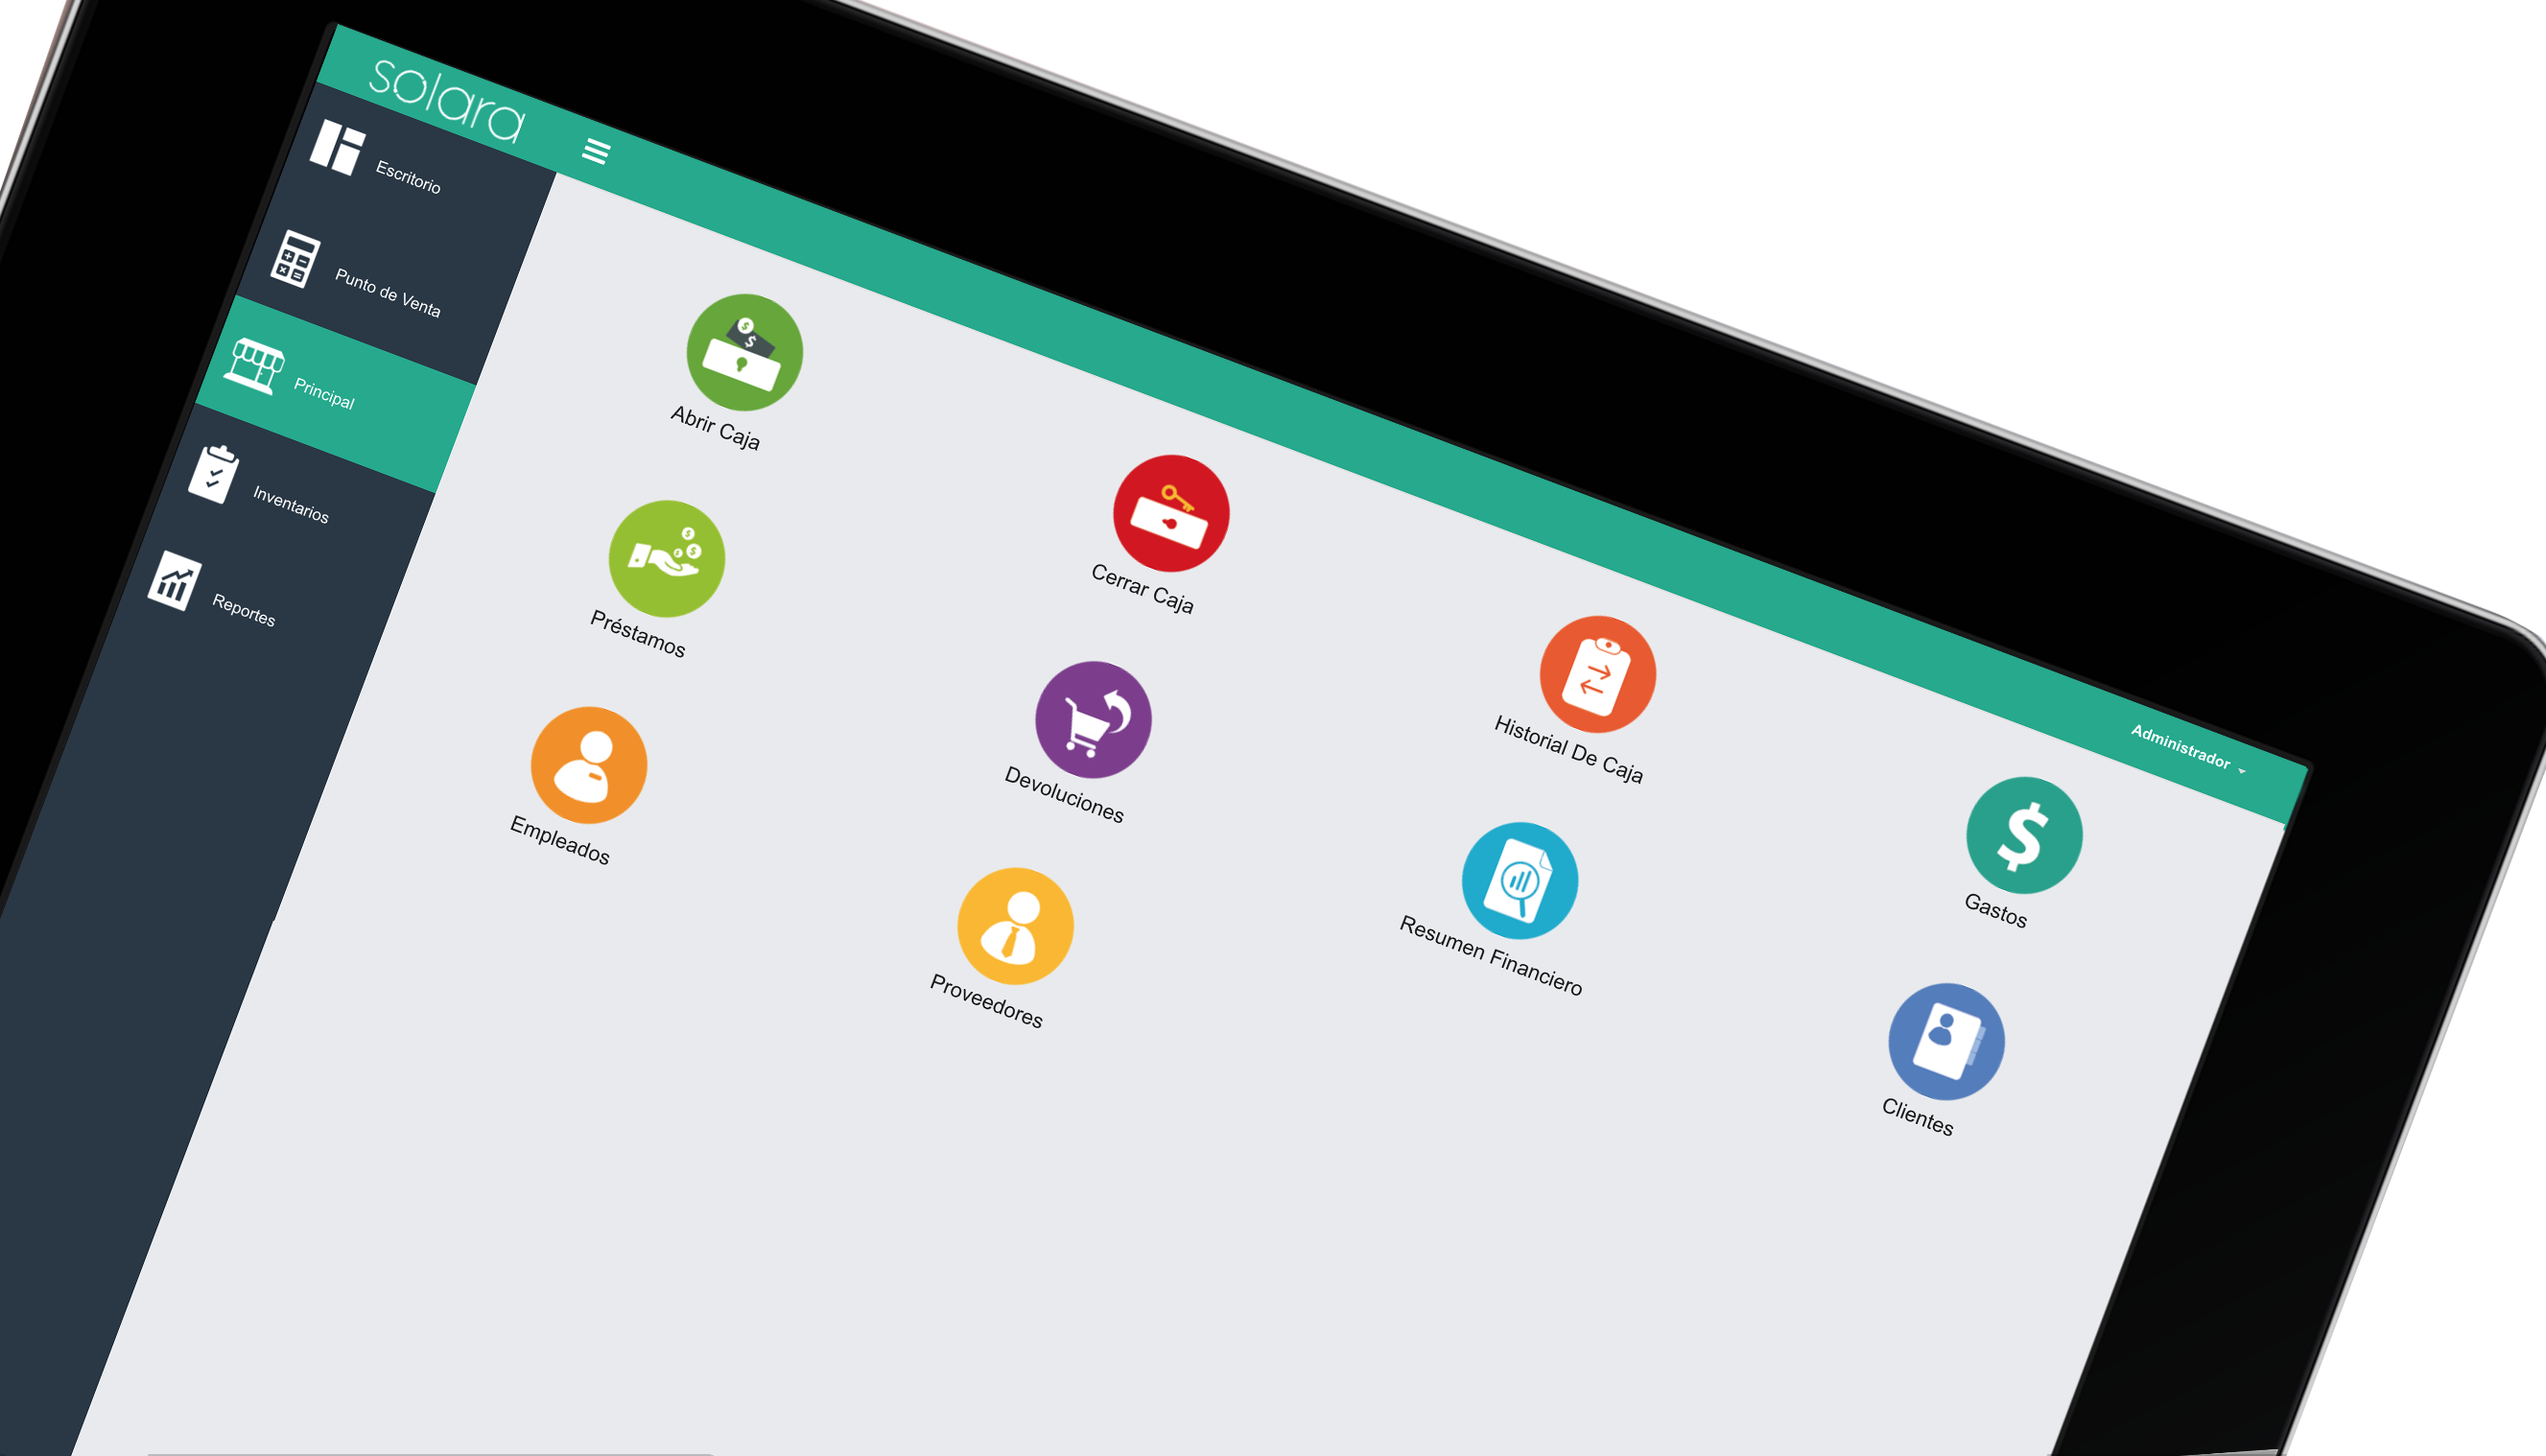 solara
Administrador
Escritorio
Punto de Venta
Principal
Inventarios
Reportes
Abrir Caja
Cerrar Caja
Historial De Caja
Gastos
Préstamos
Devoluciones
Resumen Financiero
Clientes
Empleados
Proveedores